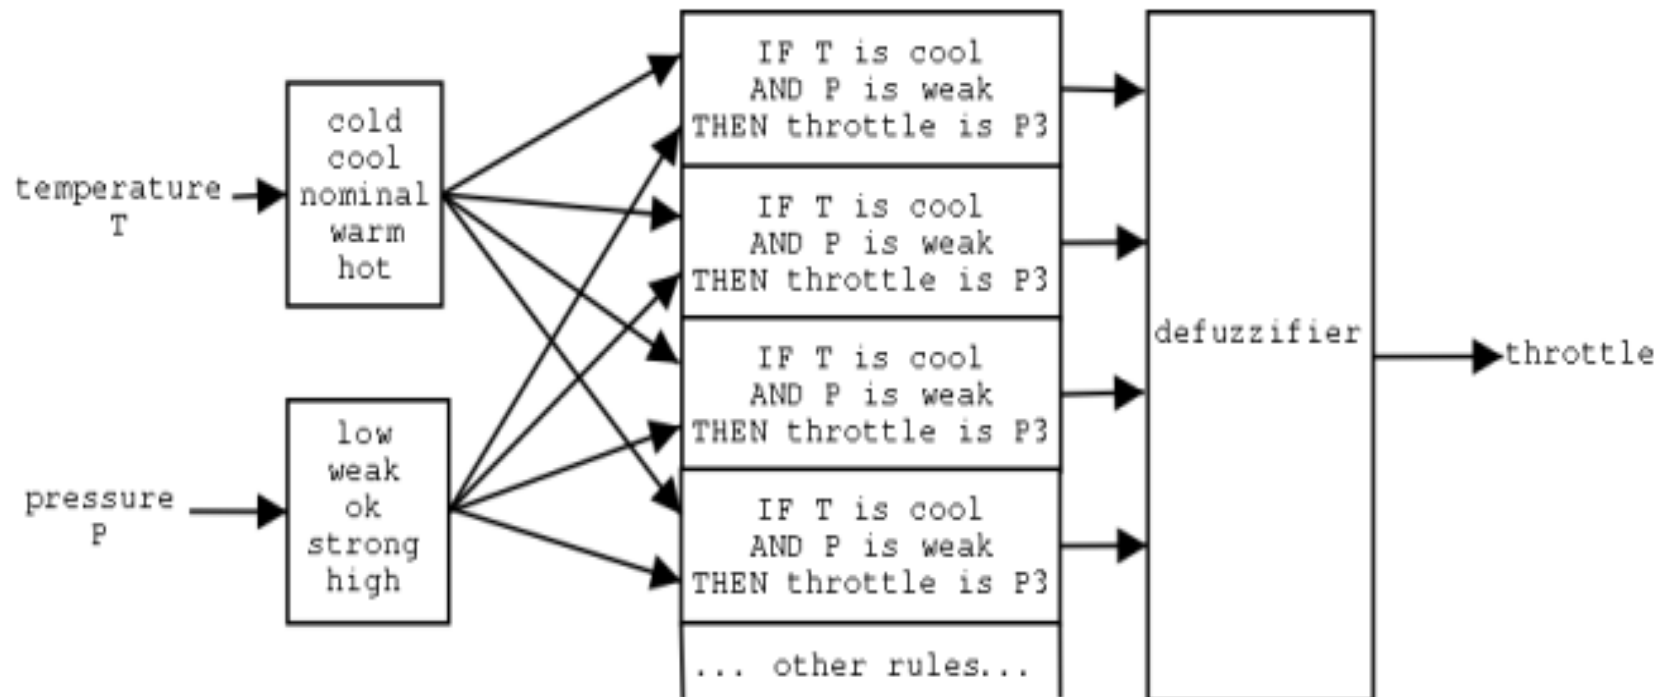 temperature
T
cold
cool
nominal
warm
hot
pressure
P
low
weak
ok
strong
high
IF T is cool
AND P is weak
THEN throttle is P3
IF T is cool
AND P is weak
THEN throttle is P3
IF T is cool
AND P is weak
THEN throttle is P3
IF T is cool
AND P is weak
THEN throttle is P3
... other rules...
defuzzifier
throttle